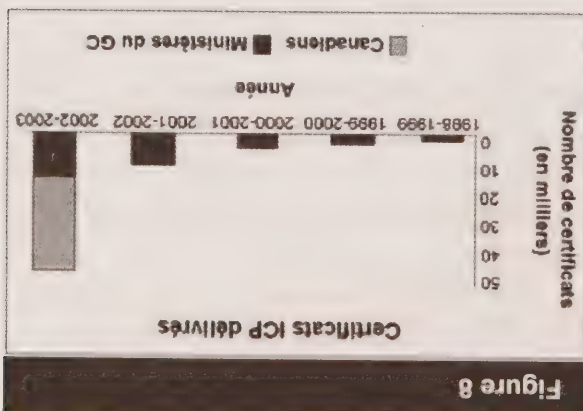 Figure 8
Certificats ICP délivrés
Nombre de certificats
(en milliers)
50
40
30
20
10
0
1998-1999 1999-2000 2000-2001 2001-2002 2002-2003
Année
Canadiens Ministères du GC